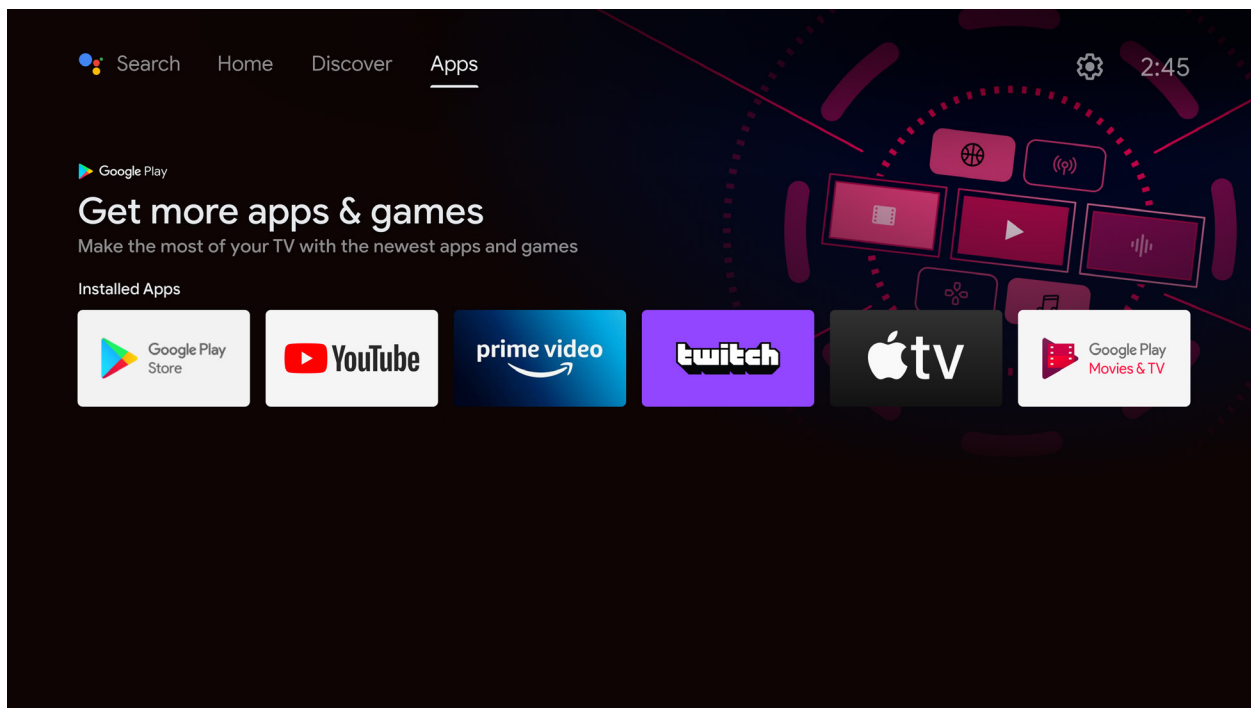 Search Home Discover Apps 2:45
Google Play
Get more apps & games
Make the most of your TV with the newest apps and games
Installed Apps
Google Play
Store
YouTube
prime video
twitch
tv
Google Play
Movies & TV